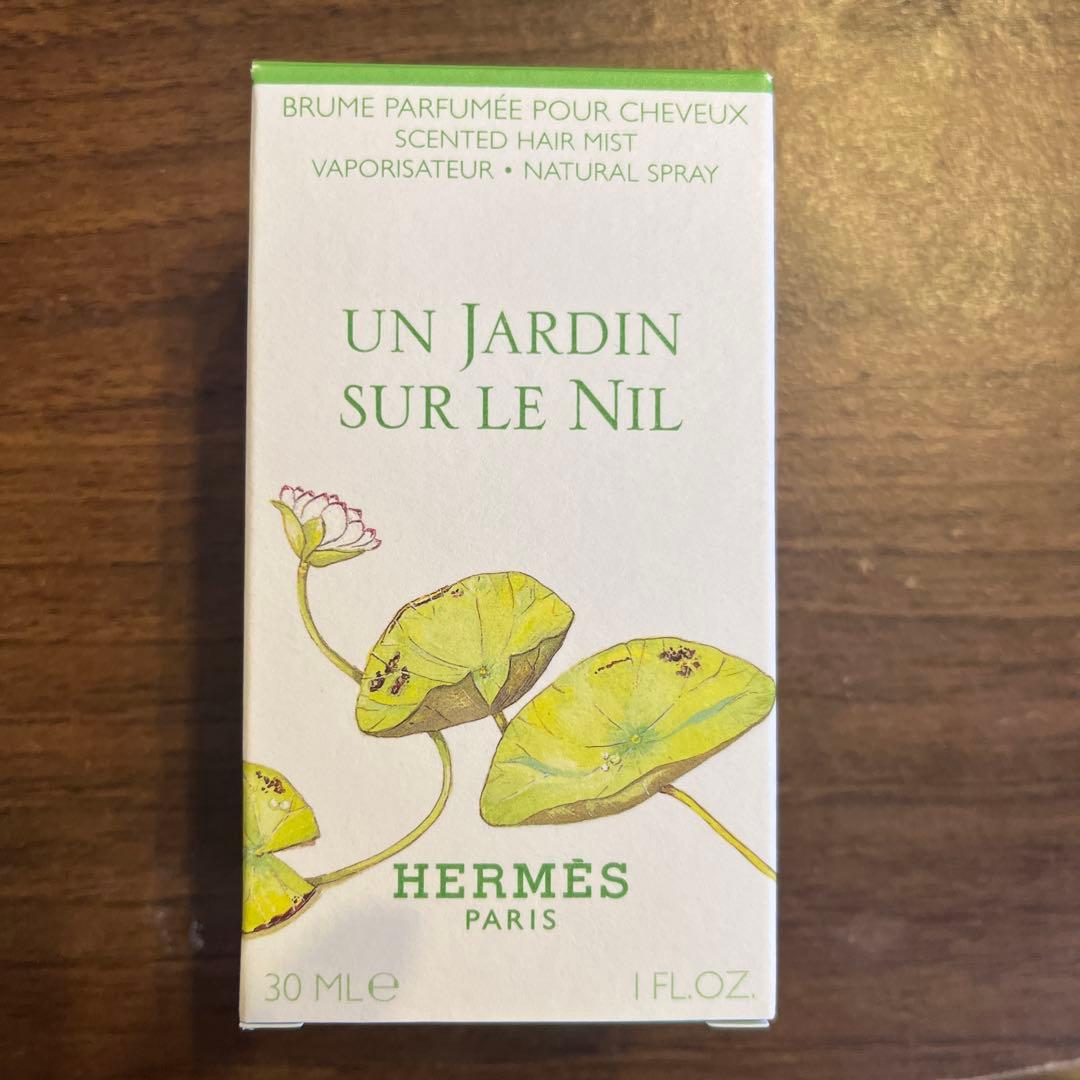 BRUME PARFUMÉE POUR CHEVEUX
SCENTED HAIR MIST
VAPORISATEUR • NATURAL SPRAY
UN JARDIN
SUR LE NIL
HERMÈS
PARIS
30 ML ℮ 1 FL.OZ.